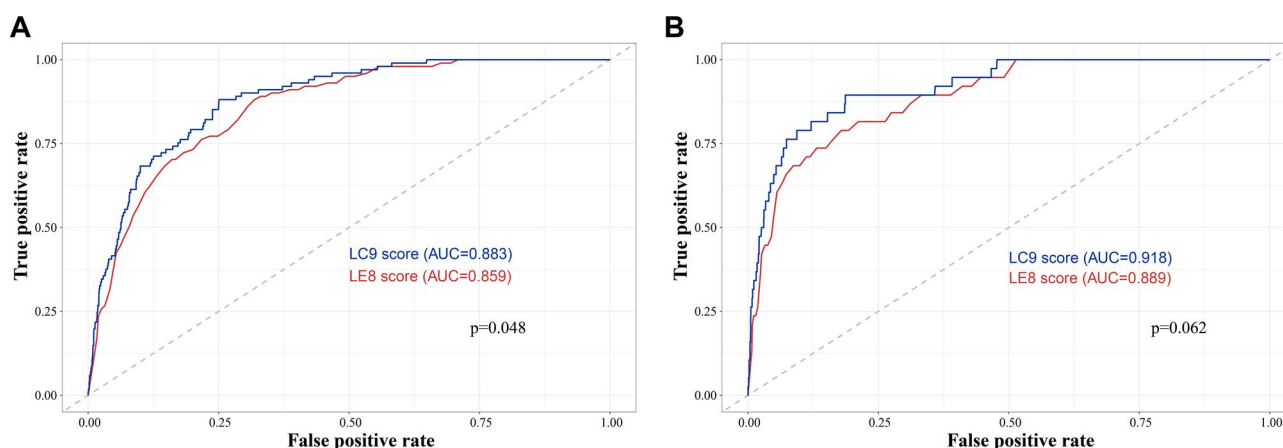 A
True positive rate
1.00
0.75
0.50
0.25
0.00
LC9 score (AUC=0.883)
LE8 score (AUC=0.859)
p=0.048
0.00 0.25 0.50 0.75 1.00
False positive rate
B
True positive rate
1.00
0.75
0.50
0.25
0.00
LC9 score (AUC=0.918)
LE8 score (AUC=0.889)
p=0.062
0.00 0.25 0.50 0.75 1.00
False positive rate